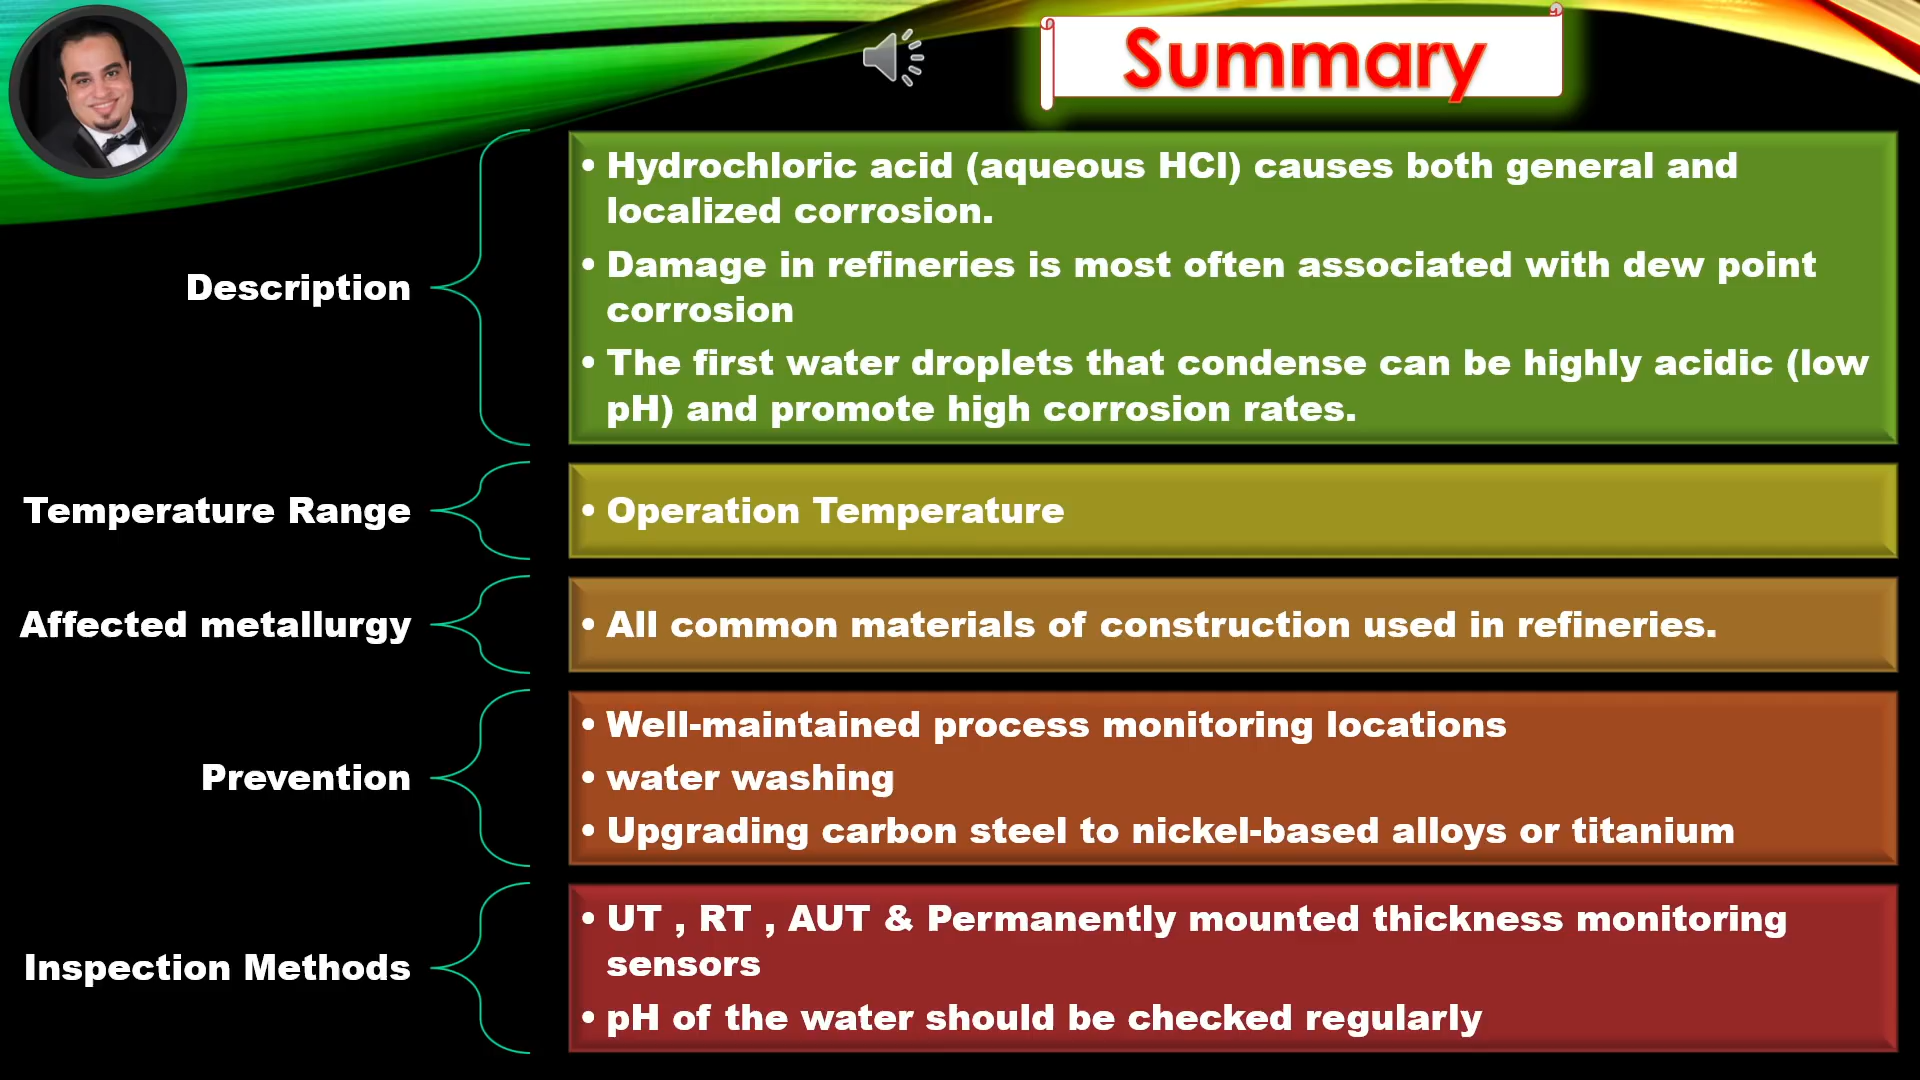 Summary
Description
• Hydrochloric acid (aqueous HCl) causes both general and
localized corrosion.
• Damage in refineries is most often associated with dew point
corrosion
• The first water droplets that condense can be highly acidic (low
pH) and promote high corrosion rates.
Temperature Range
• Operation Temperature
Affected metallurgy
• All common materials of construction used in refineries.
Prevention
• Well-maintained process monitoring locations
• water washing
• Upgrading carbon steel to nickel-based alloys or titanium
Inspection Methods
• UT , RT , AUT & Permanently mounted thickness monitoring
sensors
• pH of the water should be checked regularly